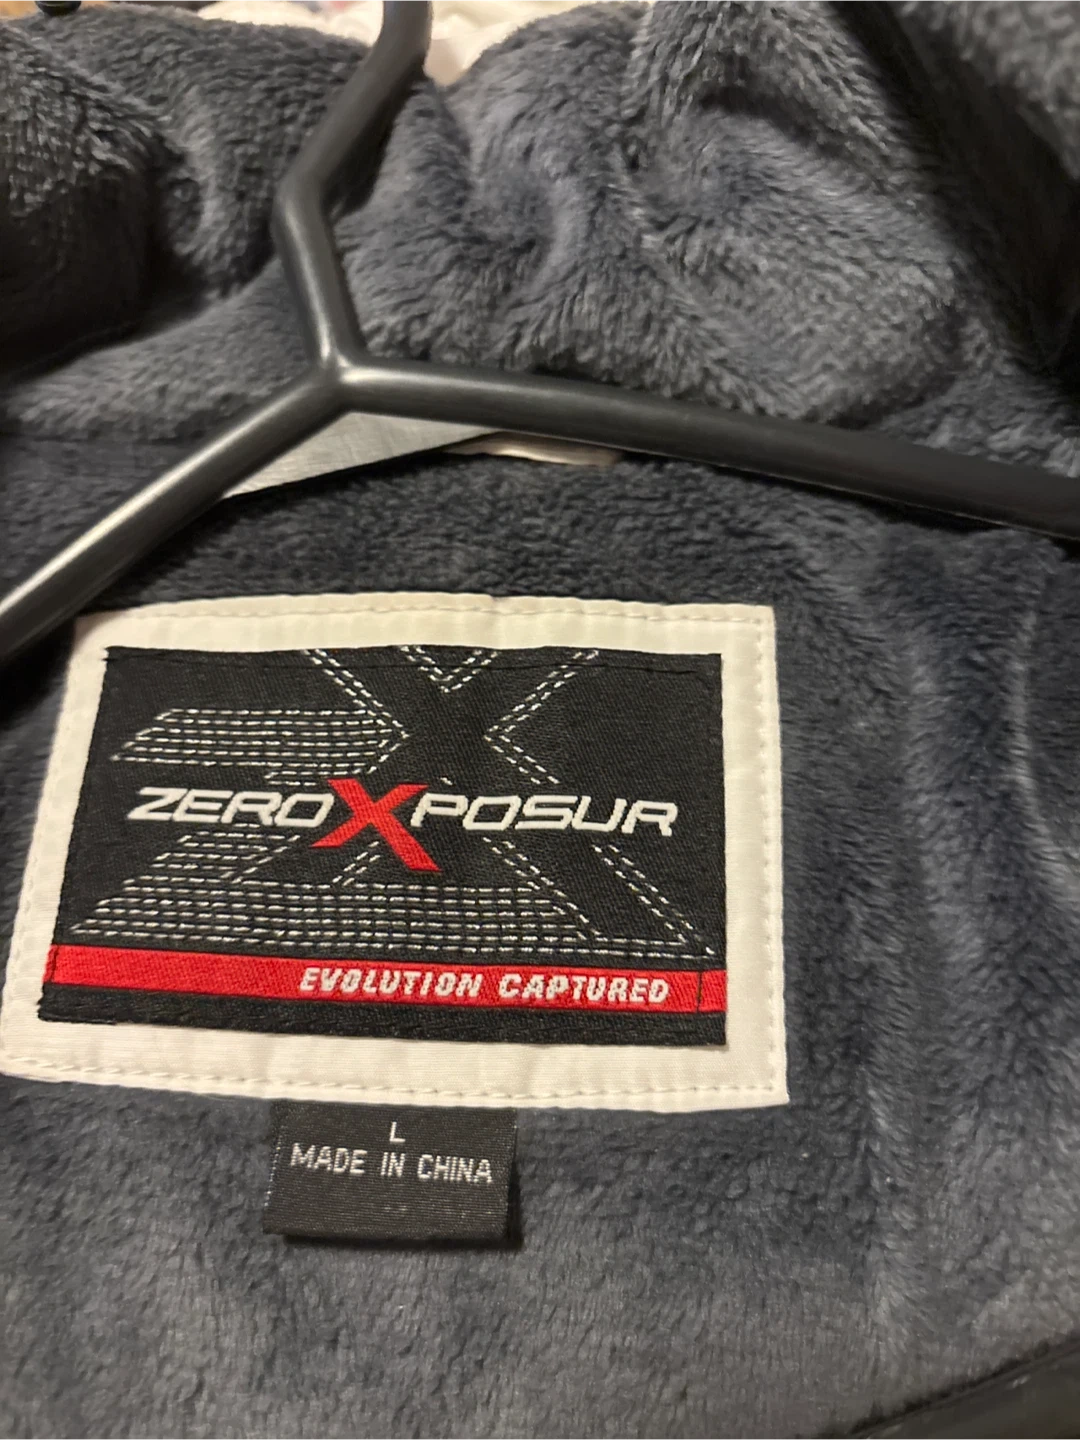 ZEROXPOSUR
EVOLUTION CAPTURED
L
MADE IN CHINA